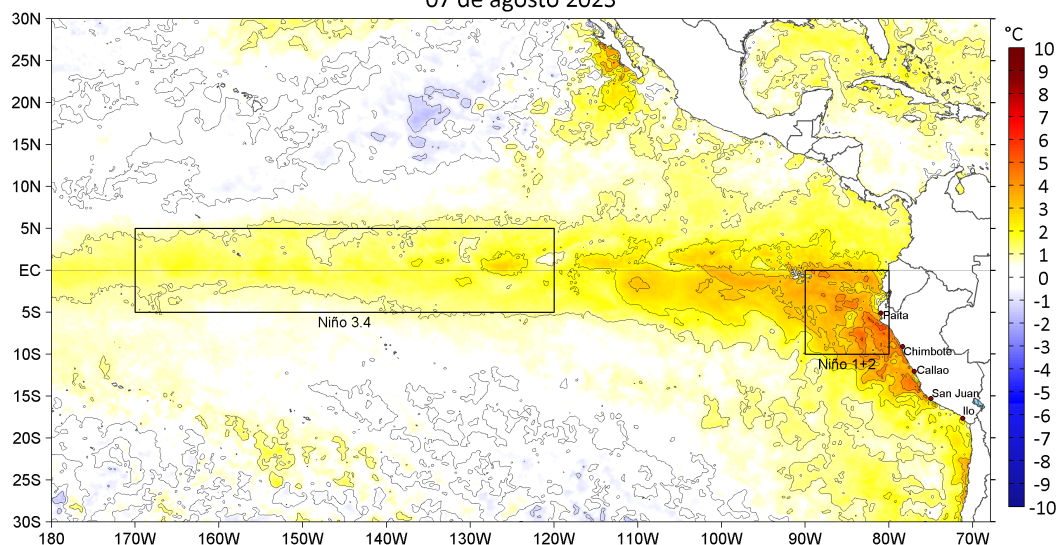 07 de agosto 2023
°C
30N
25N
20N
15N
10N
5N
EC
5S
10S
15S
20S
25S
30S
180
170W
160W
150W
140W
130W
120W
110W
100W
90W
80W
70W
Niño 3.4
Niño 1+2
Paita
Chimbote
Callao
San Juan
Ilo
10
9
8
7
6
5
4
3
2
1
0
-1
-2
-3
-4
-5
-6
-7
-8
-9
-10